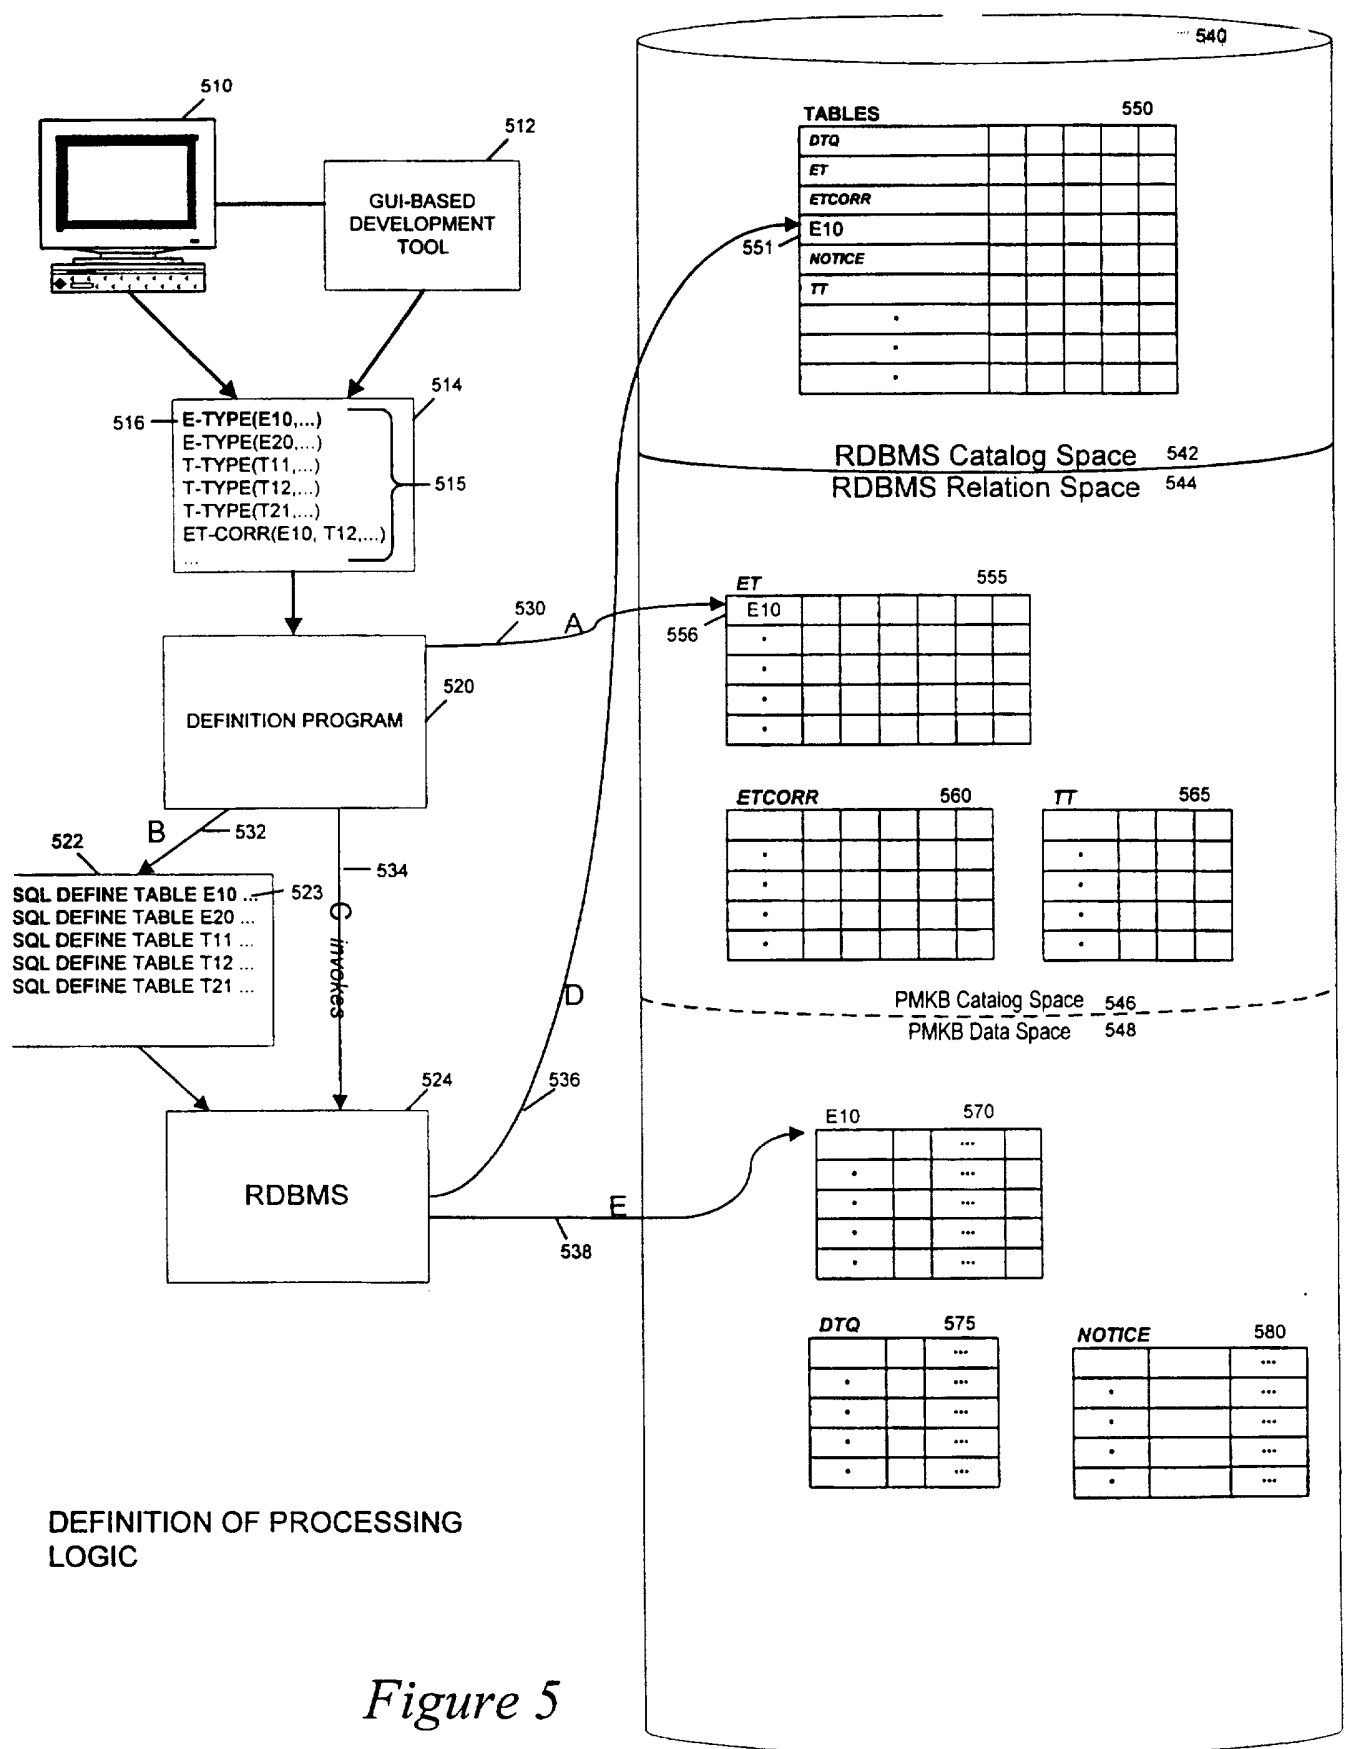 540
510
512
GUI-BASED
DEVELOPMENT
TOOL
TABLES 550
DTQ
ET
ETCORR
551 E10
NOTICE
TT
514
516 E-TYPE(E10,...)
E-TYPE(E20,...)
T-TYPE(T11,...)
T-TYPE(T12,...)
T-TYPE(T21,...)
ET-CORR(E10, T12,...)
...
515
RDBMS Catalog Space 542
RDBMS Relation Space 544
530 A
ET 555
556 E10
520
DEFINITION PROGRAM
ETCORR 560
TT 565
B 532
522
534
SQL DEFINE TABLE E10 ... 523
SQL DEFINE TABLE E20 ...
SQL DEFINE TABLE T11 ...
SQL DEFINE TABLE T12 ...
SQL DEFINE TABLE T21 ...
C invokes
D
PMKB Catalog Space 546
PMKB Data Space 548
524
536
RDBMS
E10 570
...
...
...
...
...
E
538
DTQ 575
...
...
...
...
...
NOTICE 580
...
...
...
...
...
DEFINITION OF PROCESSING
LOGIC
Figure 5